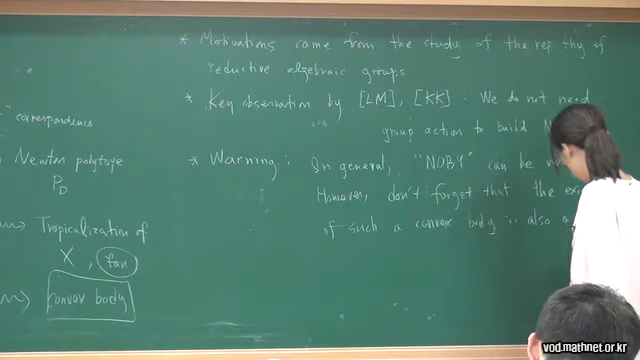 correspondence
Newton polytope
P_D
Tropicalization of
X, fan
convex body
* Motivations came from the study of the rep thy of
reductive algebraic groups
* Key observation by [LM], [KK] : We do not need
group action to build
* Warning : In general, "NOBY" can be
However, don't forget that the
of such a convex body is also a
vod.mathnet.or.kr